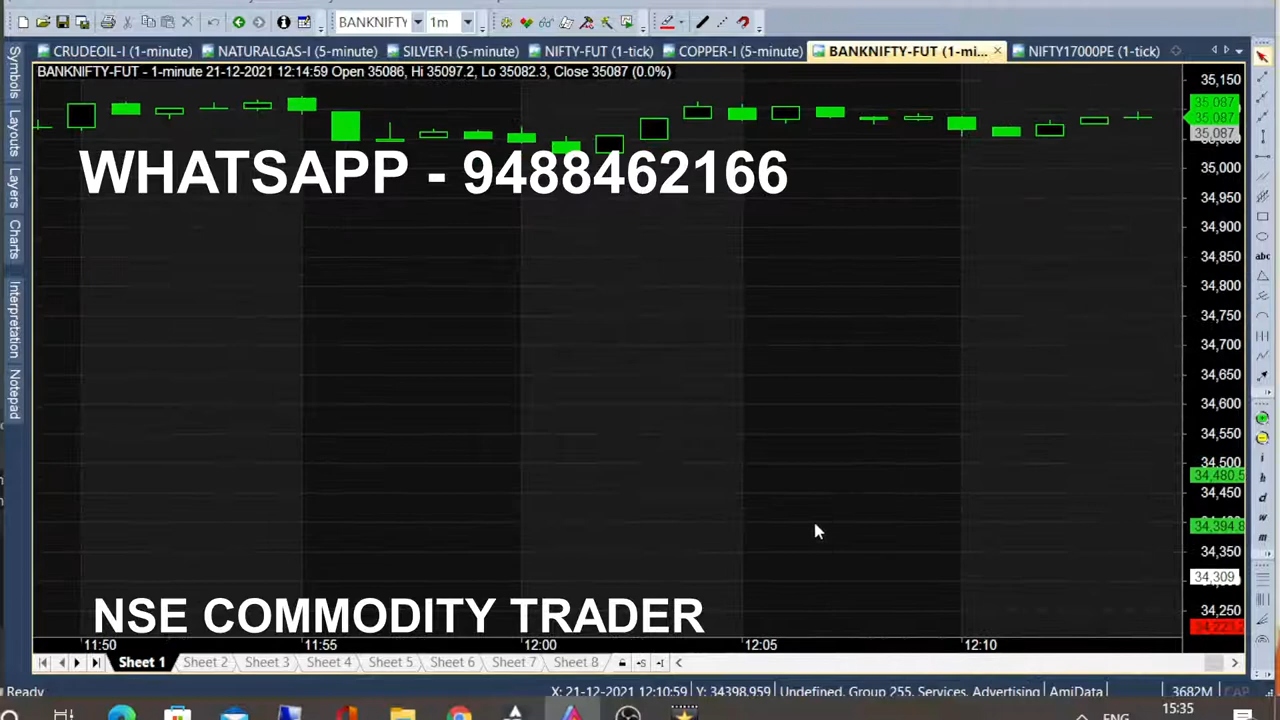 BANKNIFTY 1m
CRUDEOIL-I (1-minute) NATURALGAS-I (5-minute) SILVER-I (5-minute) NIFTY-FUT (1-tick) COPPER-I (5-minute) BANKNIFTY-FUT (1-mi... NIFTY17000PE (1-tick)
BANKNIFTY-FUT - 1-minute 21-12-2021 12:14:59 Open 35086, Hi 35097.2, Lo 35082.3, Close 35087 (0.0%)
Symbols
Layouts
Layers
Charts
Interpretation
Notepad
WHATSAPP - 9488462166
NSE COMMODITY TRADER
35,150
35,087
35,087
35,087
35,000
34,950
34,900
34,850
34,800
34,750
34,700
34,650
34,600
34,550
34,500
34,480.5
34,450
34,394.8
34,350
34,309
34,250
abc
i
h
d
w
m
11:50 11:55 12:00 12:05 12:10
Sheet 1 Sheet 2 Sheet 3 Sheet 4 Sheet 5 Sheet 6 Sheet 7 Sheet 8
Ready X: 21-12-2021 12:10:59 Y: 34398.959 Undefined, Group 255, Services, Advertising AmiData 3682M CAP
ENG 15:35